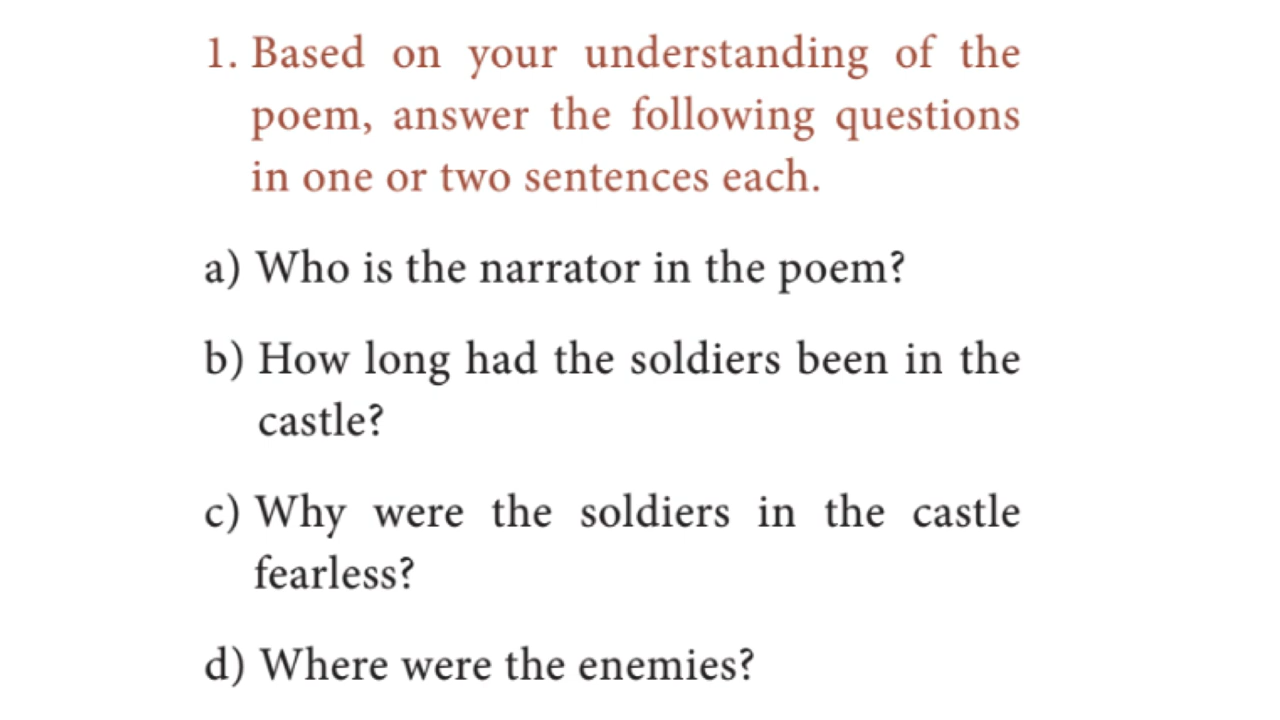 1. Based on your understanding of the
poem, answer the following questions
in one or two sentences each.
a) Who is the narrator in the poem?
b) How long had the soldiers been in the
castle?
c) Why were the soldiers in the castle
fearless?
d) Where were the enemies?